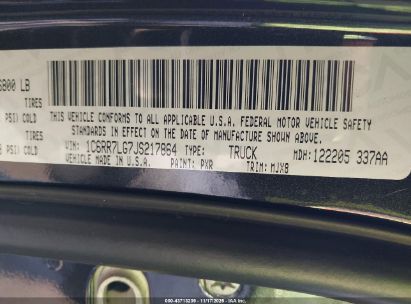 6800 LB
TIRES
PSI COLD
TIRES
PSI COLD
THIS VEHICLE CONFORMS TO ALL APPLICABLE U.S.A. FEDERAL MOTOR VEHICLE SAFETY
STANDARDS IN EFFECT ON THE DATE OF MANUFACTURE SHOWN ABOVE.
VIN: 1C6RR7LG7JS217864 TYPE: TRUCK MDH: 122205 337AA
MADE IN U.S.A. PAINT: PXR TRIM: MJX8